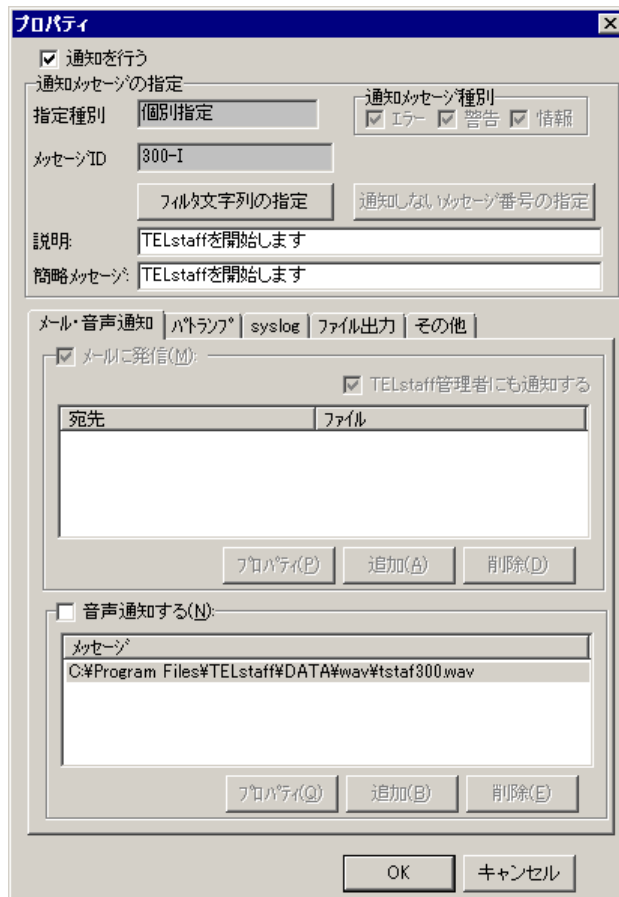 プロパティ
通知を行う
通知メッセージの指定
指定種別 個別指定
通知メッセージ種別
エラー 警告 情報
メッセージID 300-I
フィルタ文字列の指定 通知しないメッセージ番号の指定
説明: TELstaffを開始します
簡略メッセージ: TELstaffを開始します
メール・音声通知 パトランプ syslog ファイル出力 その他
メールに発信(M):
TELstaff管理者にも通知する
宛先 ファイル
プロパティ(P) 追加(A) 削除(D)
音声通知する(N):
メッセージ
C:¥Program Files¥TELstaff¥DATA¥wav¥tstaf300.wav
プロパティ(Q) 追加(B) 削除(E)
OK キャンセル